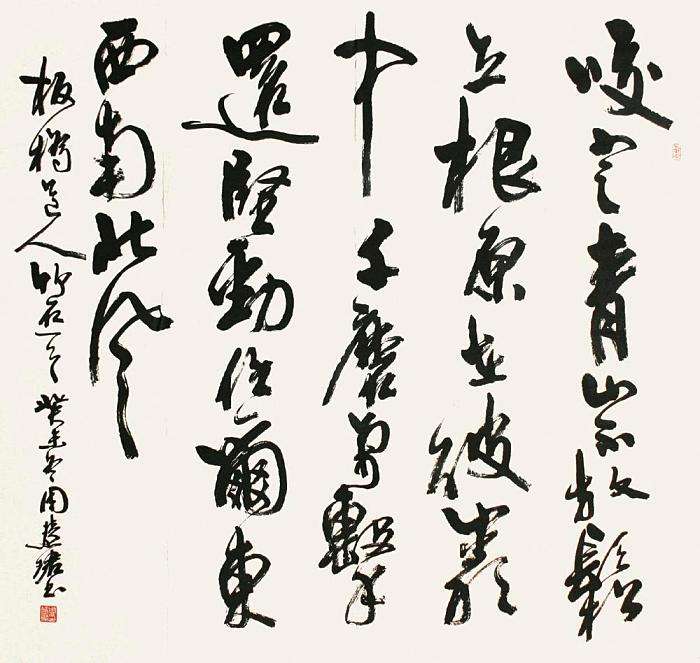 咬定青山不放鬆
立根原在破巖
中千磨萬擊
還堅勁任爾東
西南北風
板橋道人竹石一首癸未冬周慧珺書